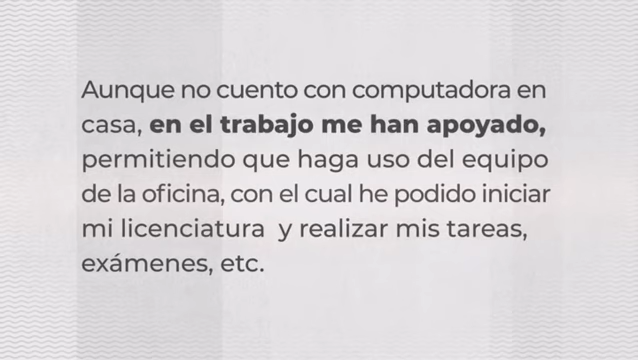 Aunque no cuento con computadora en
casa, en el trabajo me han apoyado,
permitiendo que haga uso del equipo
de la oficina, con el cual he podido iniciar
mi licenciatura y realizar mis tareas,
exámenes, etc.